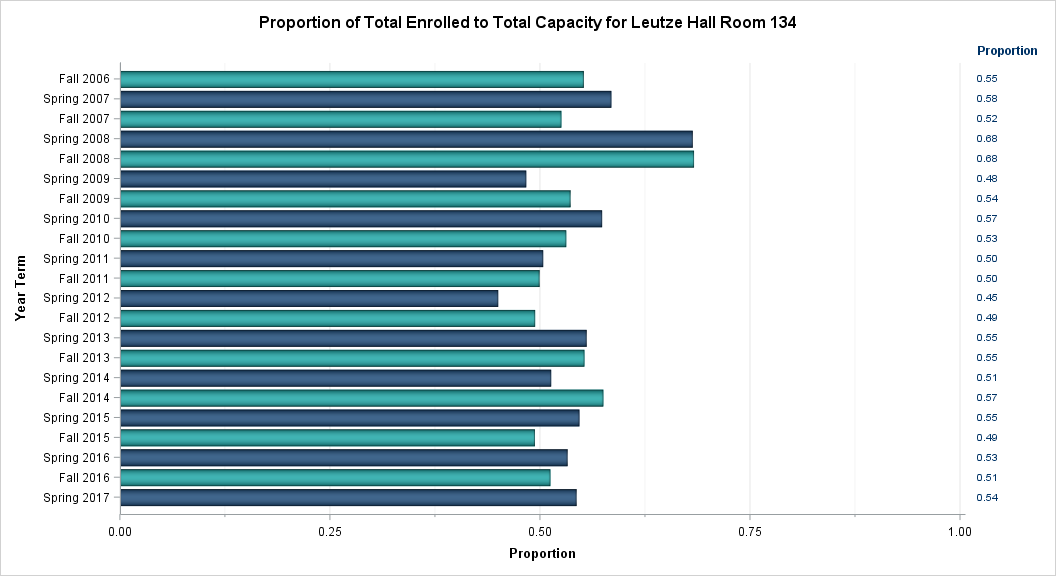 Proportion of Total Enrolled to Total Capacity for Leutze Hall Room 134
Proportion
Fall 2006 0.55
Spring 2007 0.58
Fall 2007 0.52
Spring 2008 0.68
Fall 2008 0.68
Spring 2009 0.48
Fall 2009 0.54
Spring 2010 0.57
Fall 2010 0.53
Spring 2011 0.50
Fall 2011 0.50
Spring 2012 0.45
Fall 2012 0.49
Spring 2013 0.55
Fall 2013 0.55
Spring 2014 0.51
Fall 2014 0.57
Spring 2015 0.55
Fall 2015 0.49
Spring 2016 0.53
Fall 2016 0.51
Spring 2017 0.54
Year Term
0.00 0.25 0.50 0.75 1.00
Proportion